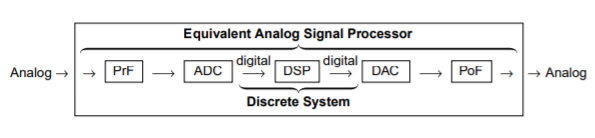 Equivalent Analog Signal Processor
digital digital
Analog → → PrF → ADC → DSP → DAC → PoF → → Analog
Discrete System